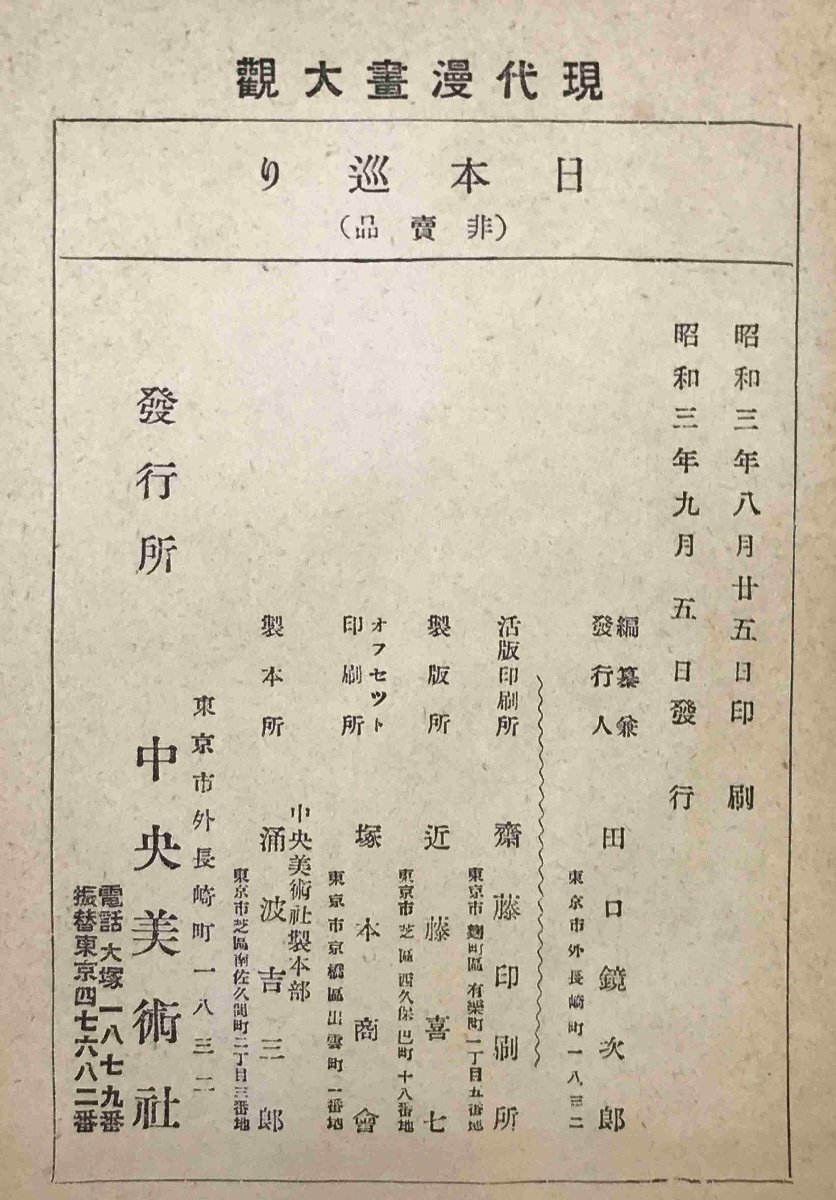 現代漫畫大觀
日本巡り
（非賣品）
昭和三年八月廿五日印刷
昭和三年九月五日發行
編纂兼
發行人
田口鏡次郎
東京市外長崎町一八三二
活版印刷所
齋藤印刷所
東京市麴町區有樂町一丁目五番地
製版所
近藤喜七
東京市芝區西久保巴町十八番地
オフセツト
印刷所
塚本商會
東京市京橋區出雲町一番地
製本所
中央美術社製本部
涌波吉三郎
東京市芝區南佐久間町二丁目三番地
發行所
東京市外長崎町一八三二
中央美術社
電話大塚一八七九番
振替東京四七六八二番